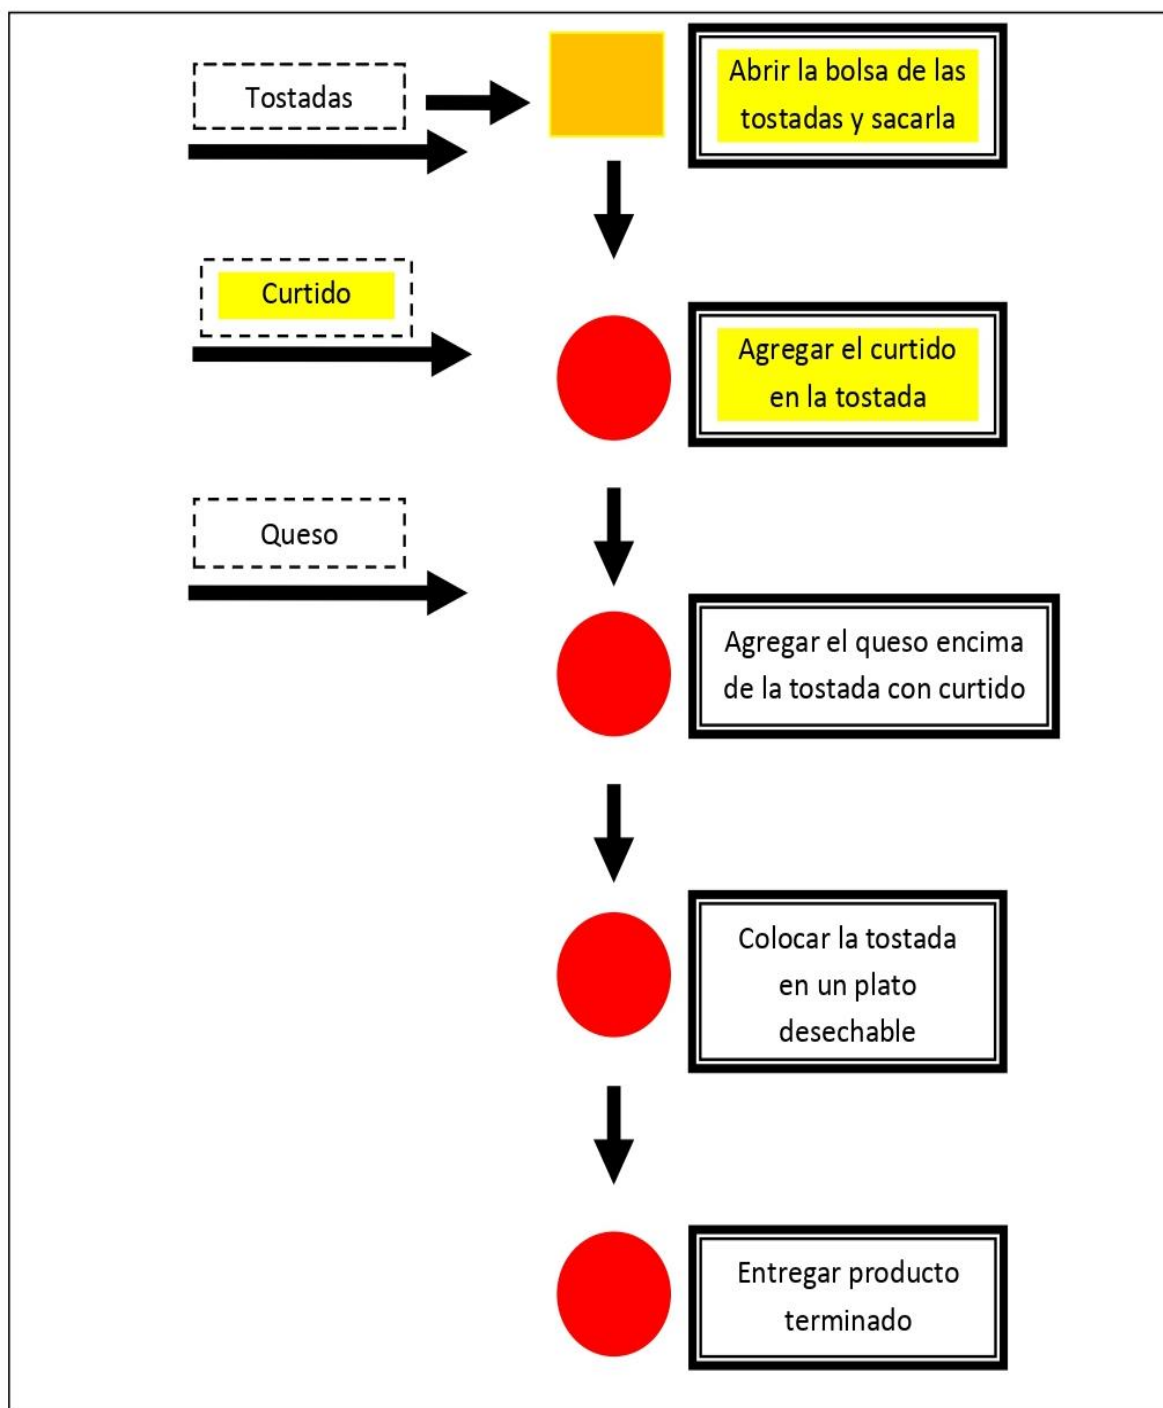 Tostadas
Abrir la bolsa de las
tostadas y sacarla
Curtido
Agregar el curtido
en la tostada
Queso
Agregar el queso encima
de la tostada con curtido
Colocar la tostada
en un plato
desechable
Entregar producto
terminado